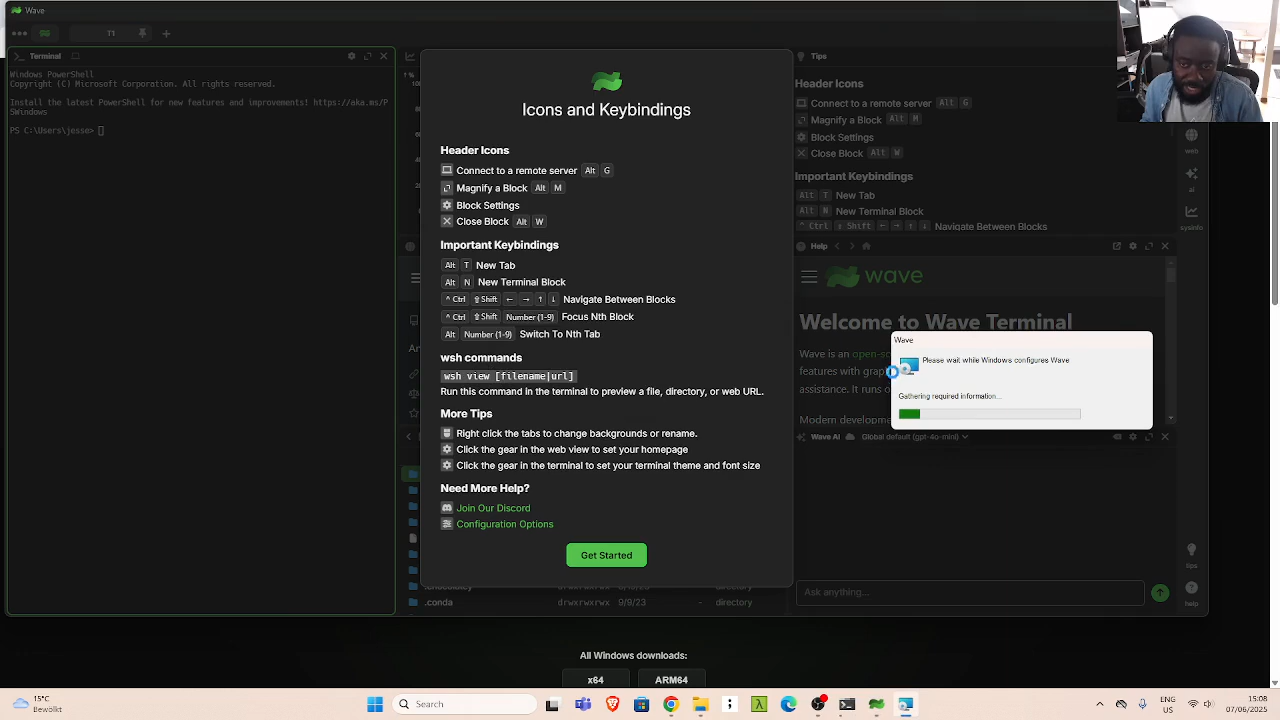 Wave
T1
Terminal
Windows PowerShell
Copyright (C) Microsoft Corporation. All rights reserved.
Install the latest PowerShell for new features and improvements! https://aka.ms/P
SWindows
PS C:\Users\jesse>
Icons and Keybindings
Header Icons
Connect to a remote server Alt G
Magnify a Block Alt M
Block Settings
Close Block Alt W
Important Keybindings
Alt T New Tab
Alt N New Terminal Block
^ Ctrl ⇧ Shift ← → ↑ ↓ Navigate Between Blocks
^ Ctrl ⇧ Shift Number (1-9) Focus Nth Block
Alt Number (1-9) Switch To Nth Tab
wsh commands
wsh view [filename|url]
Run this command in the terminal to preview a file, directory, or web URL.
More Tips
Right click the tabs to change backgrounds or rename.
Click the gear in the web view to set your homepage
Click the gear in the terminal to set your terminal theme and font size
Need More Help?
Join Our Discord
Configuration Options
Get Started
.conda drwxrwxrwx 9/9/23 - directory
Tips
Header Icons
Connect to a remote server Alt G
Magnify a Block Alt M
Block Settings
Close Block Alt W
Important Keybindings
Alt T New Tab
Alt N New Terminal Block
^ Ctrl ⇧ Shift ← → ↑ ↓ Navigate Between Blocks
Help
wave
Welcome to Wave Terminal
Wave is an
features with
assistance. It runs
Modern
Wave
Please wait while Windows configures Wave
Gathering required information...
Wave AI Global default (gpt-4o-mini)
Ask anything...
web
ai
sysinfo
tips
help
All Windows downloads:
x64 ARM64
15°C
Bewölkt
Search
ENG
US
15:08
07/06/2025